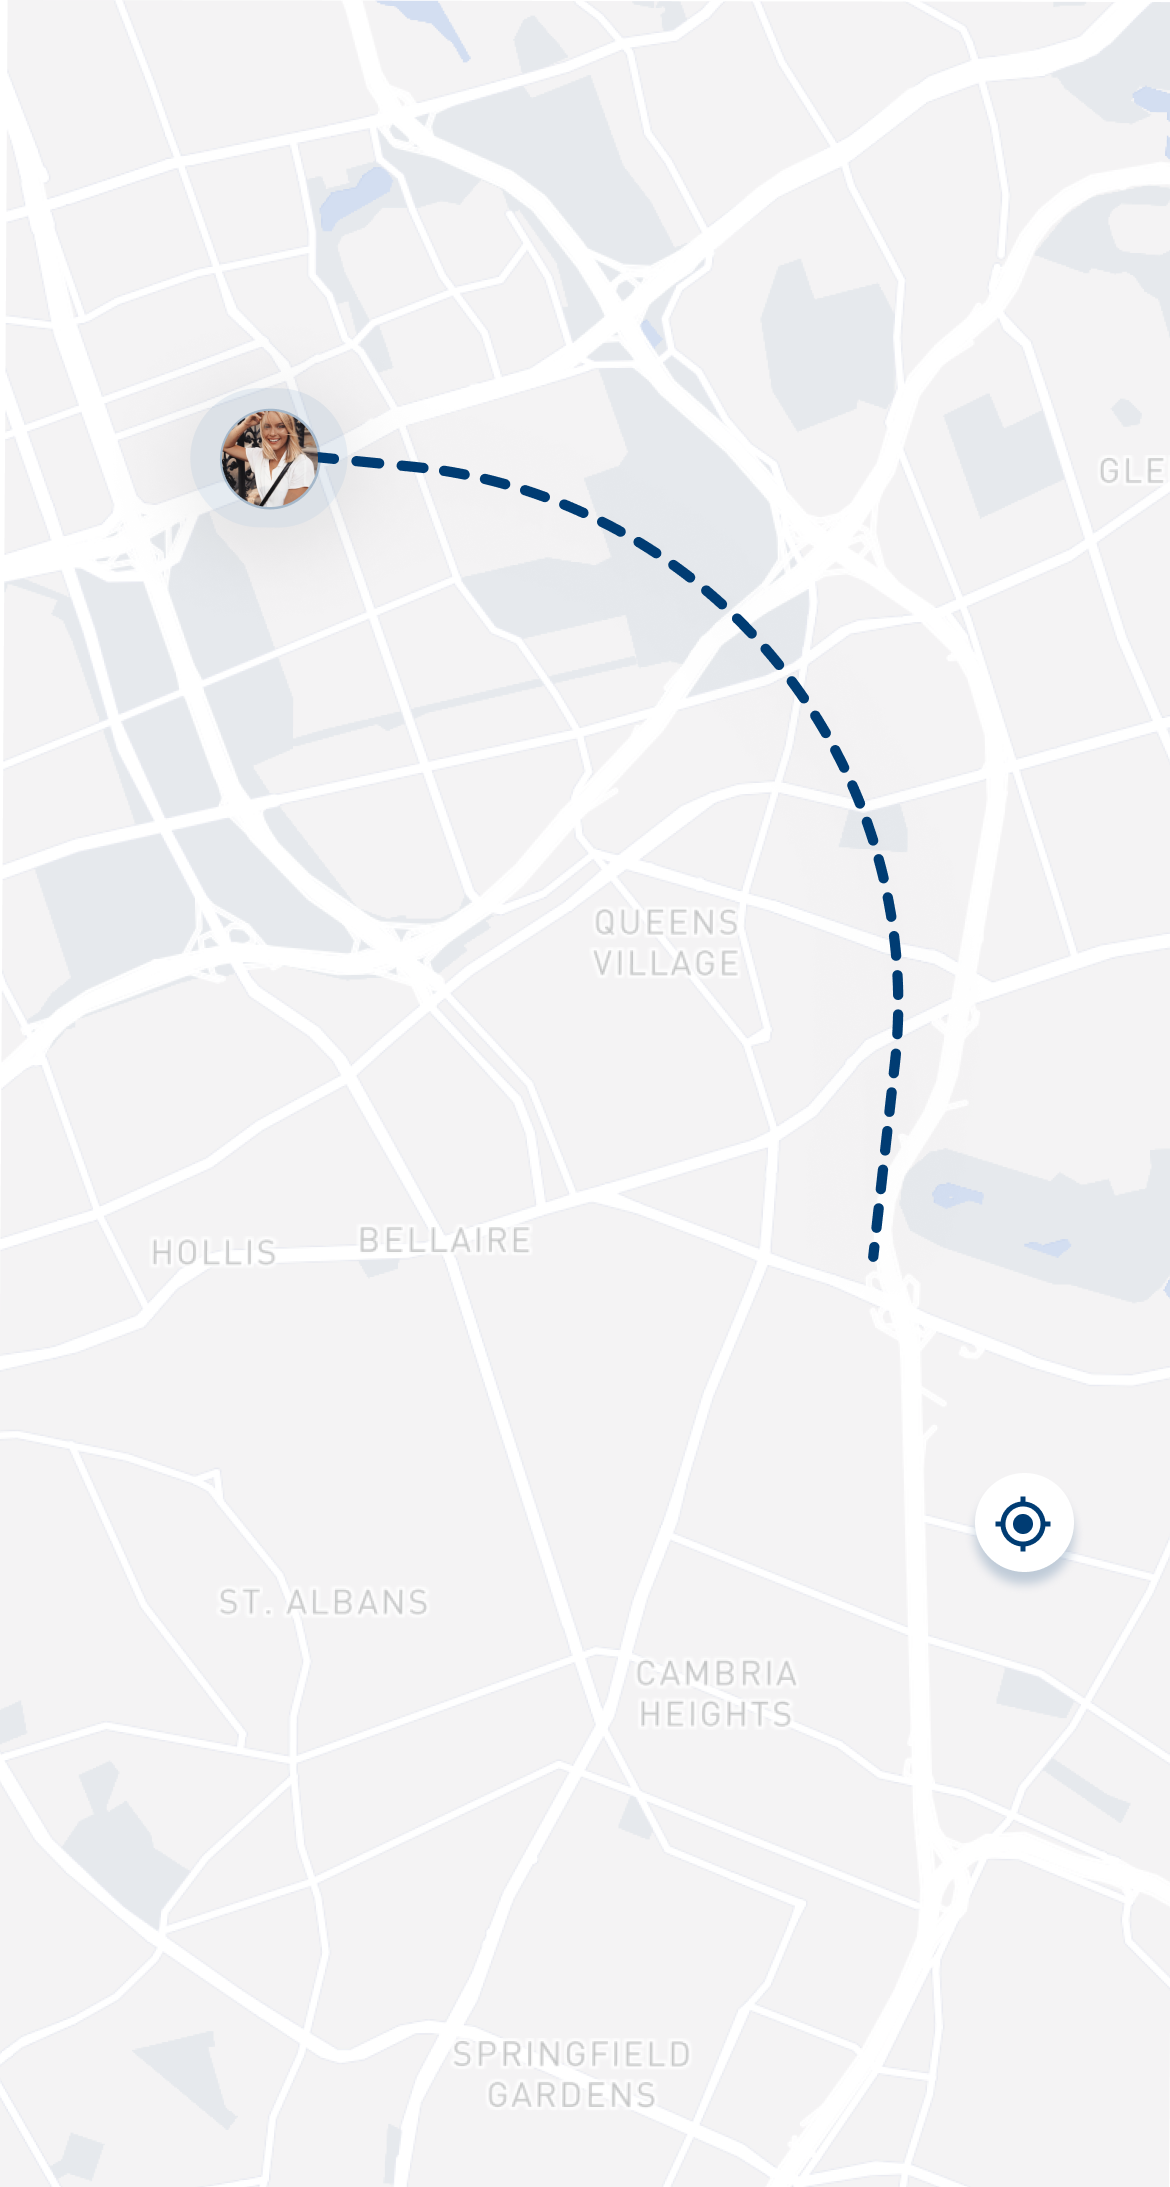 GLE
QUEENS
VILLAGE
HOLLIS
BELLAIRE
ST. ALBANS
CAMBRIA
HEIGHTS
SPRINGFIELD
GARDENS